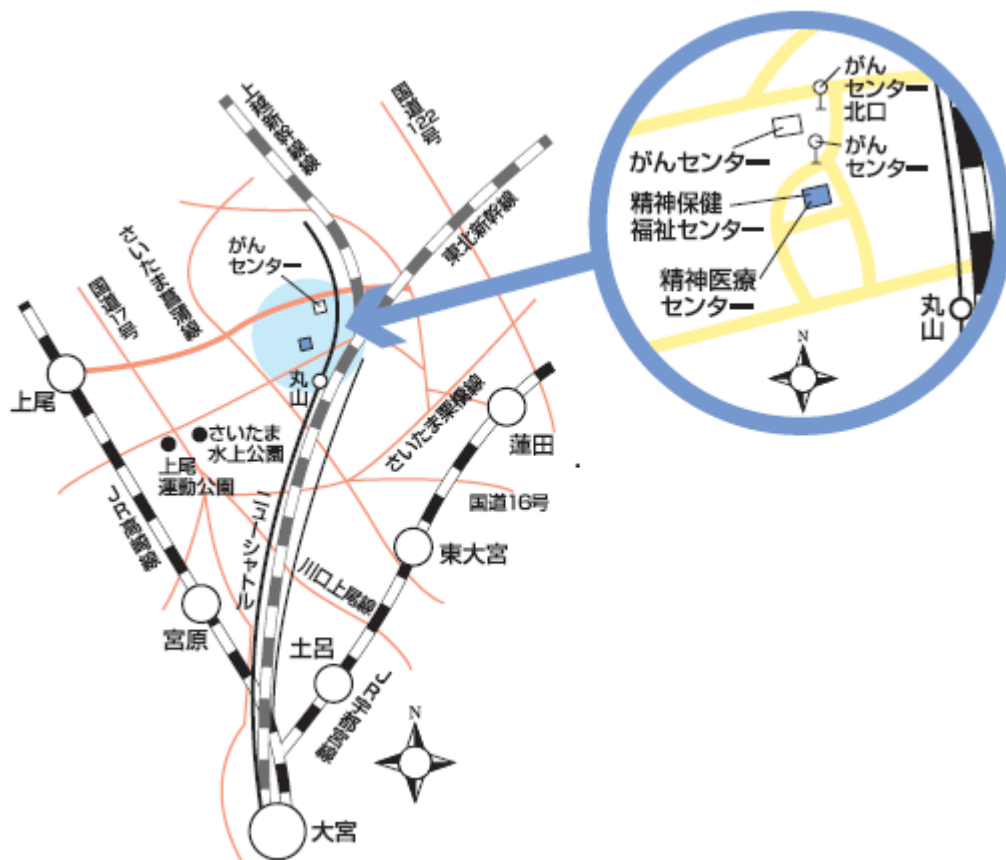 がん
センター
北口
がんセンター
がん
センター
精神保健
福祉センター
精神医療
センター
丸山
N
上越新幹線
国道122号
東北新幹線
さいたま菖蒲線
国道17号
がん
センター
丸山
上尾
さいたま
水上公園
上尾
運動公園
さいたま栗橋線
蓮田
国道16号
JR高崎線
ニューシャトル
東大宮
川口上尾線
宮原
土呂
JR宇都宮線
N
大宮